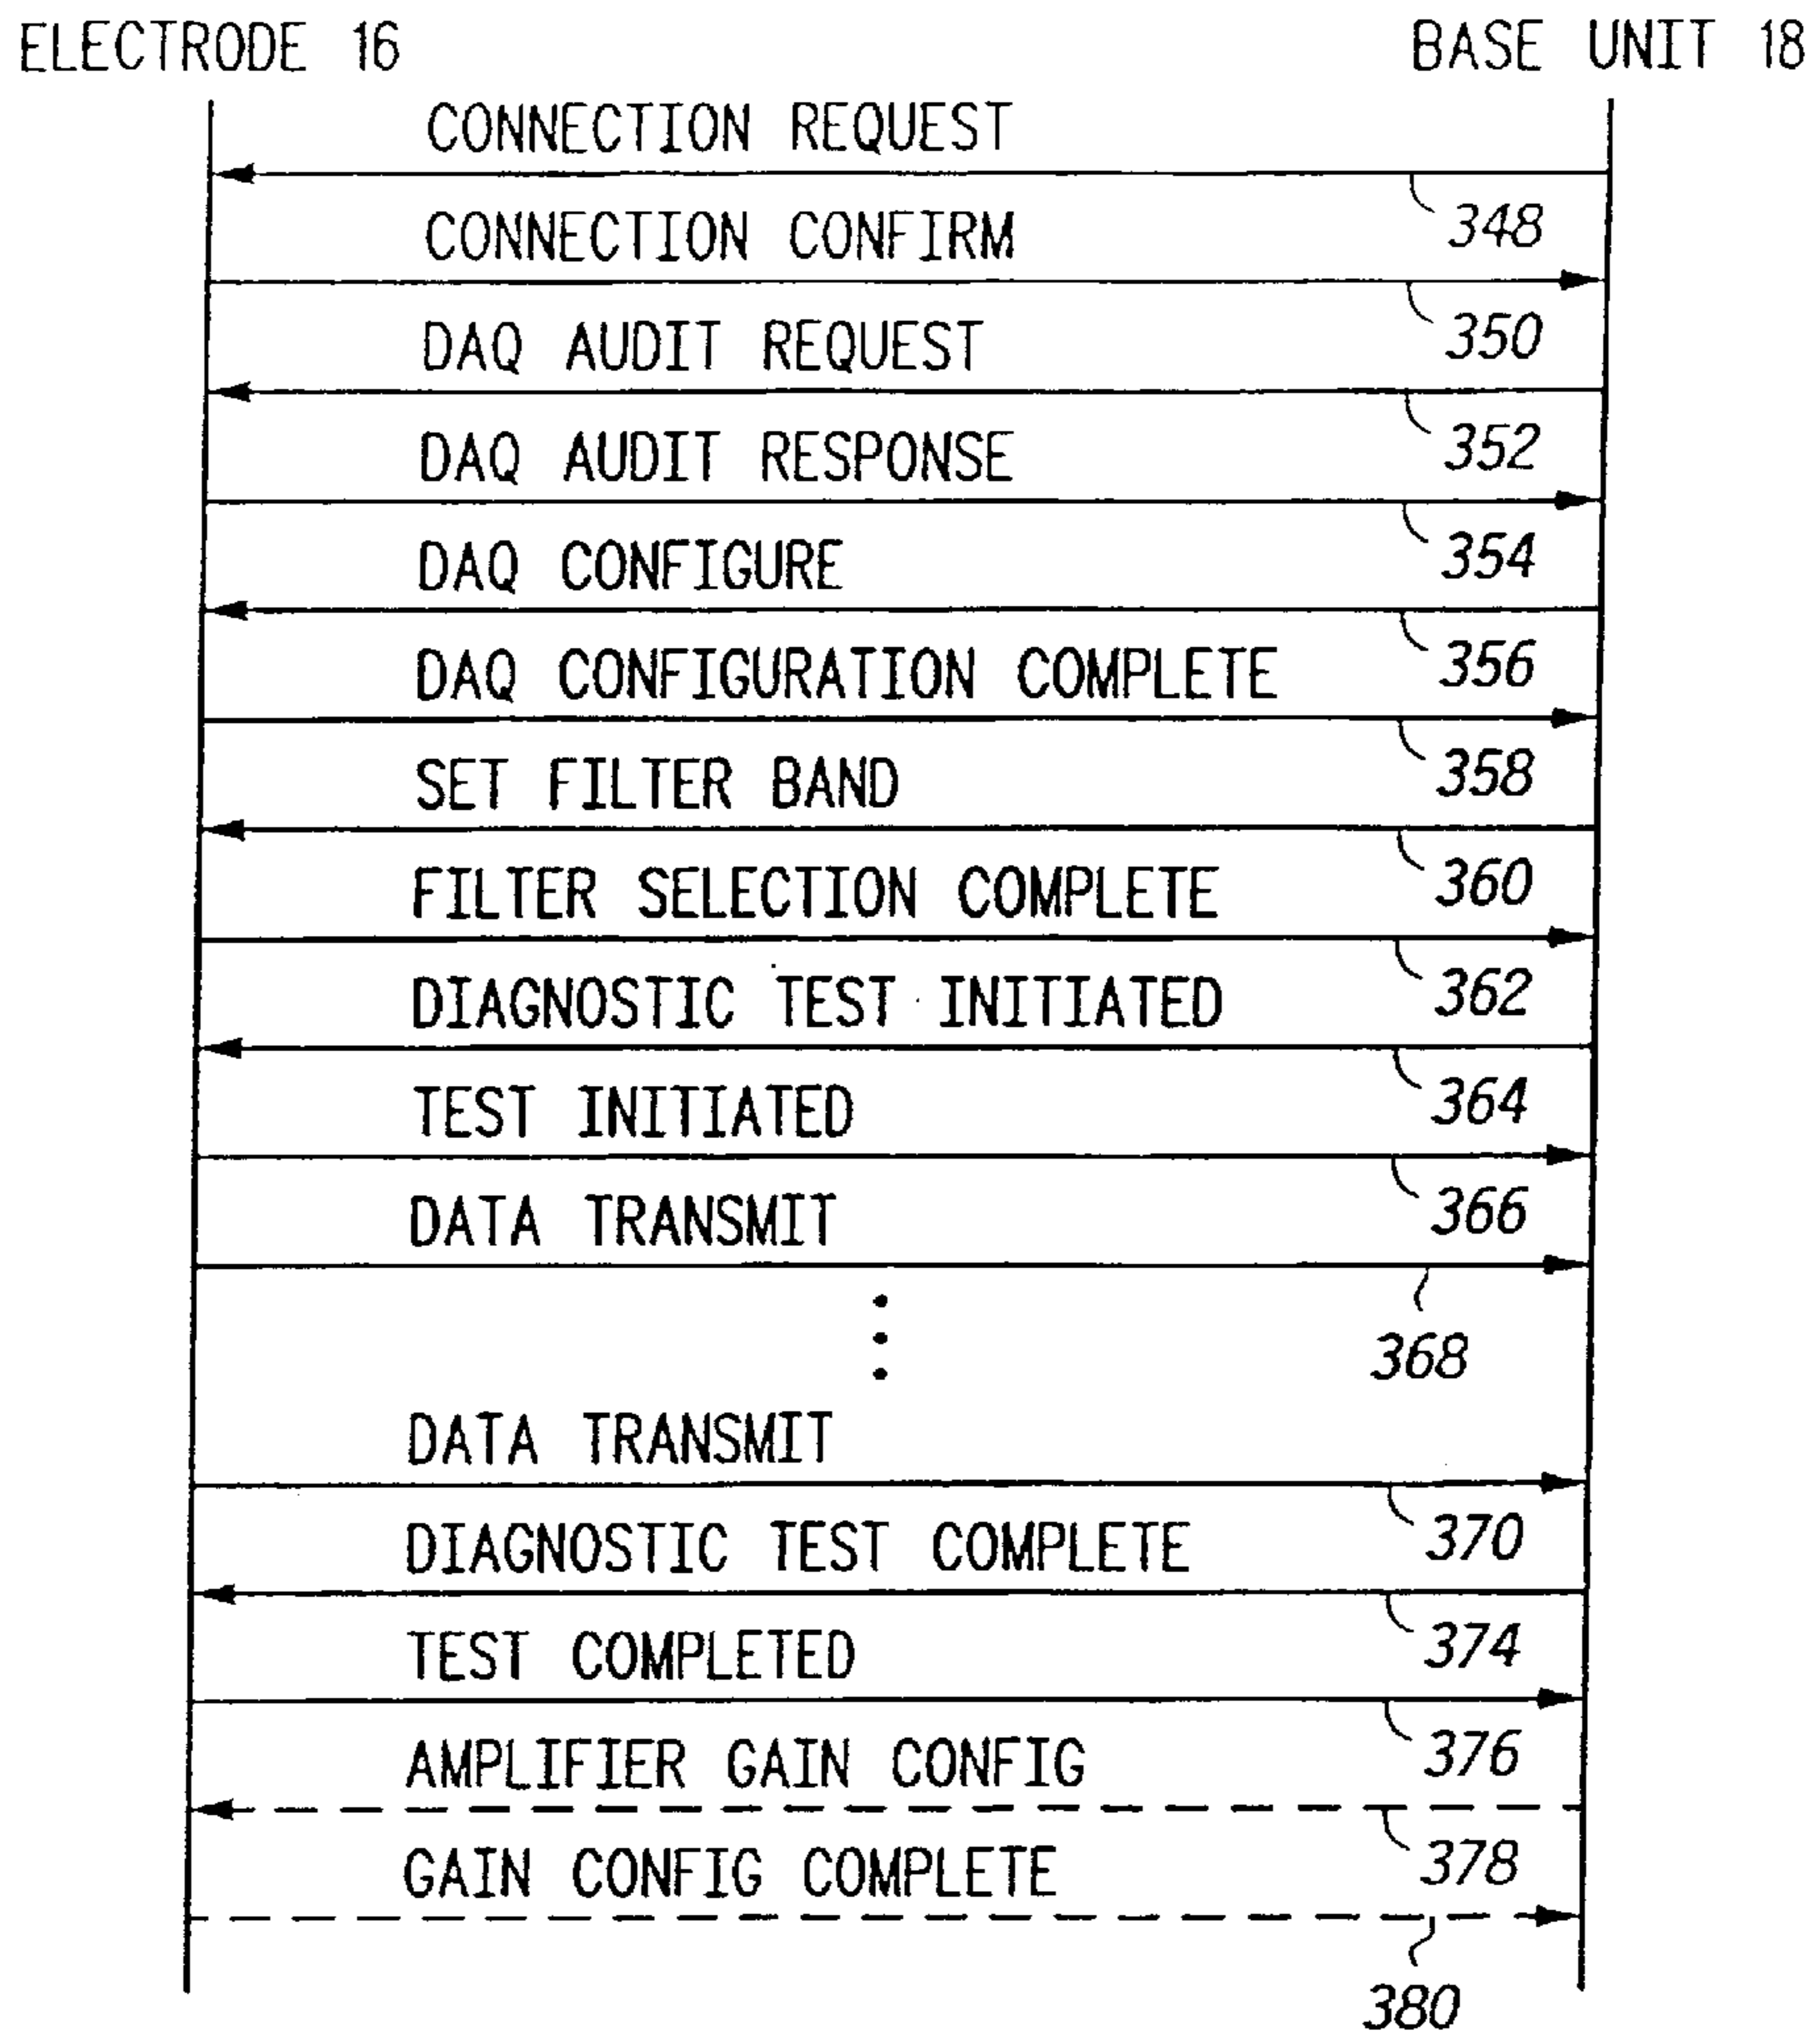 ELECTRODE 16
BASE UNIT 18
CONNECTION REQUEST
348
CONNECTION CONFIRM
350
DAQ AUDIT REQUEST
352
DAQ AUDIT RESPONSE
354
DAQ CONFIGURE
356
DAQ CONFIGURATION COMPLETE
358
SET FILTER BAND
360
FILTER SELECTION COMPLETE
362
DIAGNOSTIC TEST INITIATED
364
TEST INITIATED
366
DATA TRANSMIT
368
DATA TRANSMIT
370
DIAGNOSTIC TEST COMPLETE
374
TEST COMPLETED
376
AMPLIFIER GAIN CONFIG
378
GAIN CONFIG COMPLETE
380